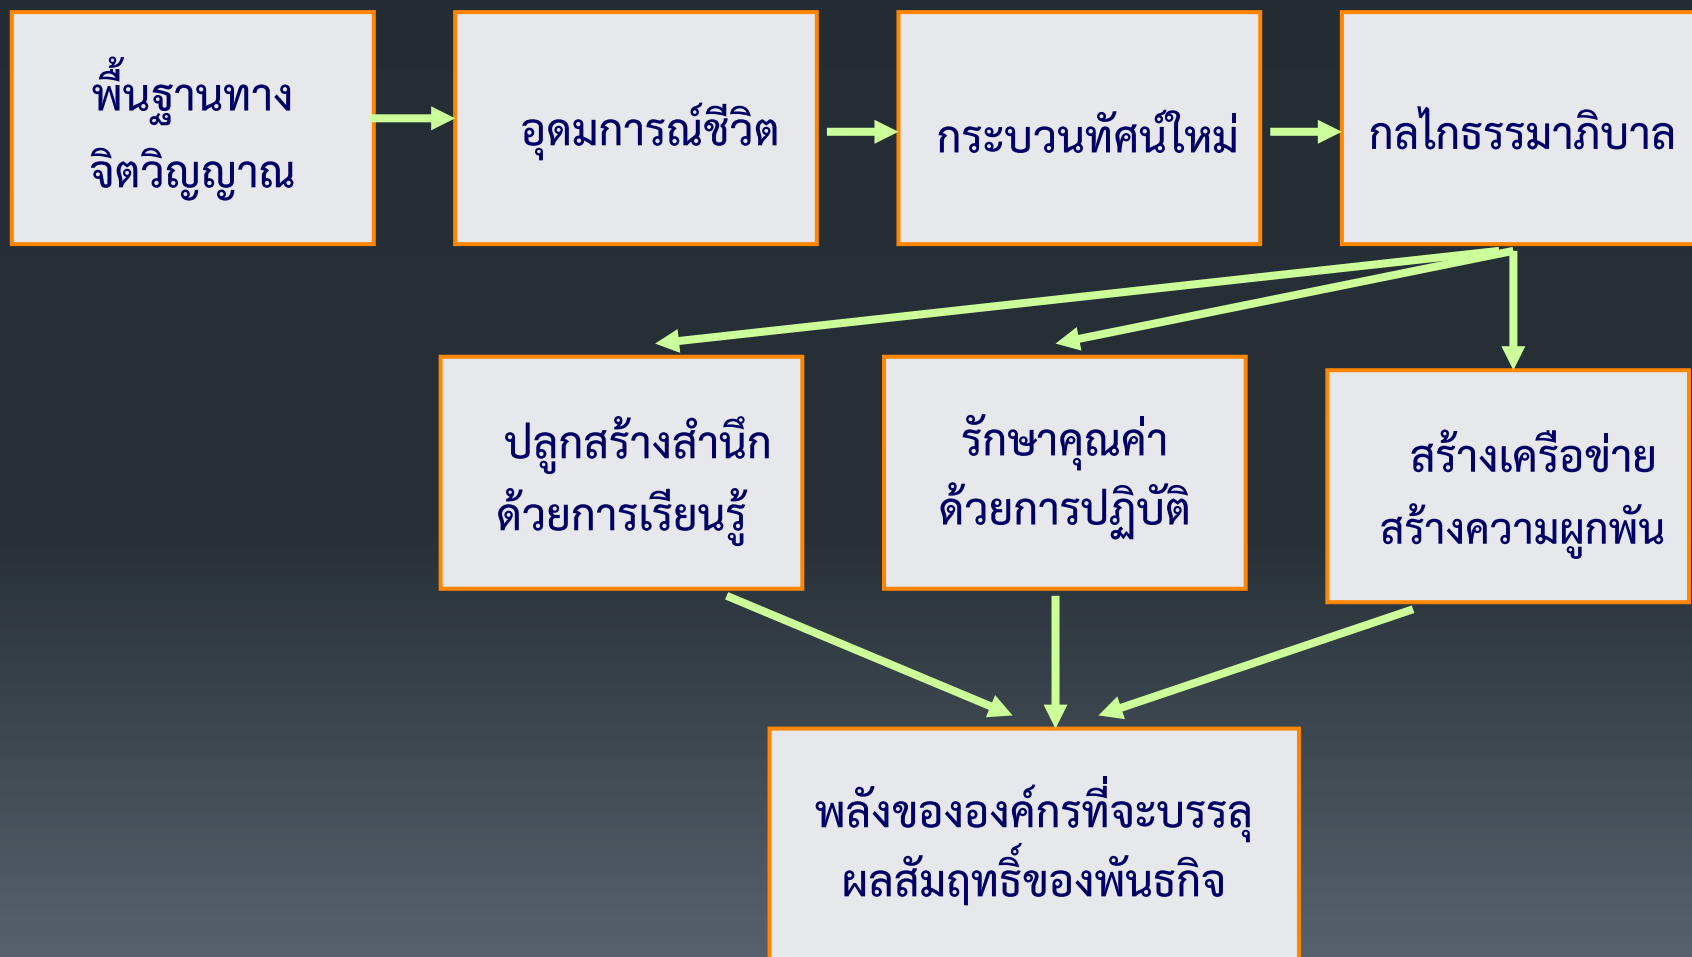 พื้นฐานทาง
จิตวิญญาณ
อุดมการณ์ชีวิต
กระบวนทัศน์ใหม่
กลไกธรรมาภิบาล
ปลูกสร้างสำนึก
ด้วยการเรียนรู้
รักษาคุณค่า
ด้วยการปฏิบัติ
สร้างเครือข่าย
สร้างความผูกพัน
พลังขององค์กรที่จะบรรลุ
ผลสัมฤทธิ์ของพันธกิจ